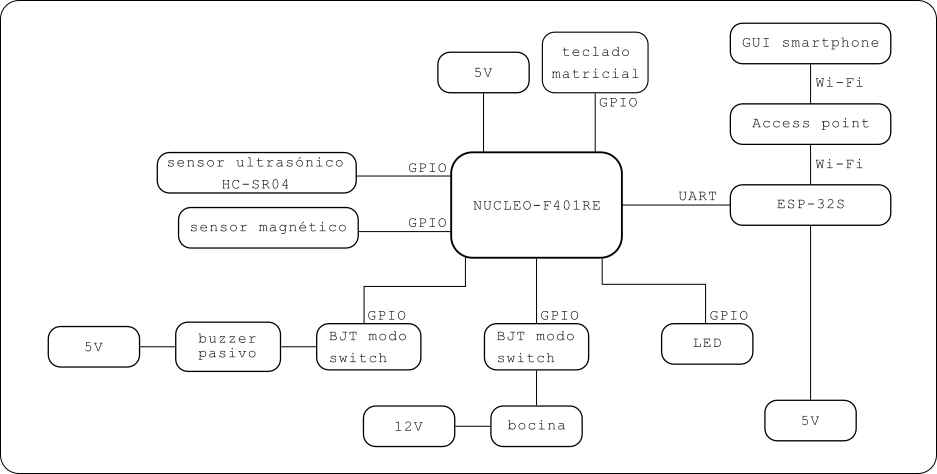 GUI smartphone
teclado
matricial
5V
Wi-Fi
GPIO
Access point
sensor ultrasónico
HC-SR04
GPIO
Wi-Fi
NUCLEO-F401RE
UART
ESP-32S
sensor magnético
GPIO
GPIO
GPIO
GPIO
5V
buzzer
pasivo
BJT modo
switch
BJT modo
switch
LED
12V
bocina
5V